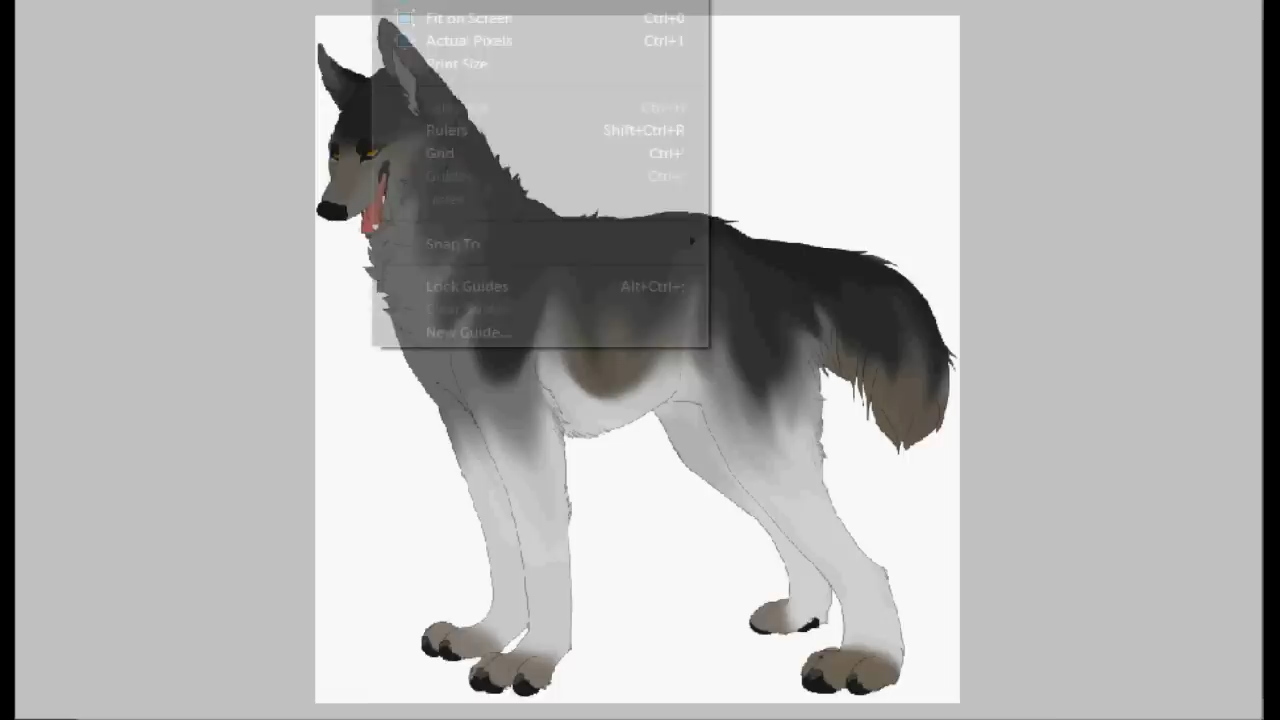 Fit on Screen Ctrl+0
Actual Pixels Ctrl+1
Print Size
Rulers Shift+Ctrl+R
Grid Ctrl+'
Snap To
Lock Guides Alt+Ctrl+;
New Guide...